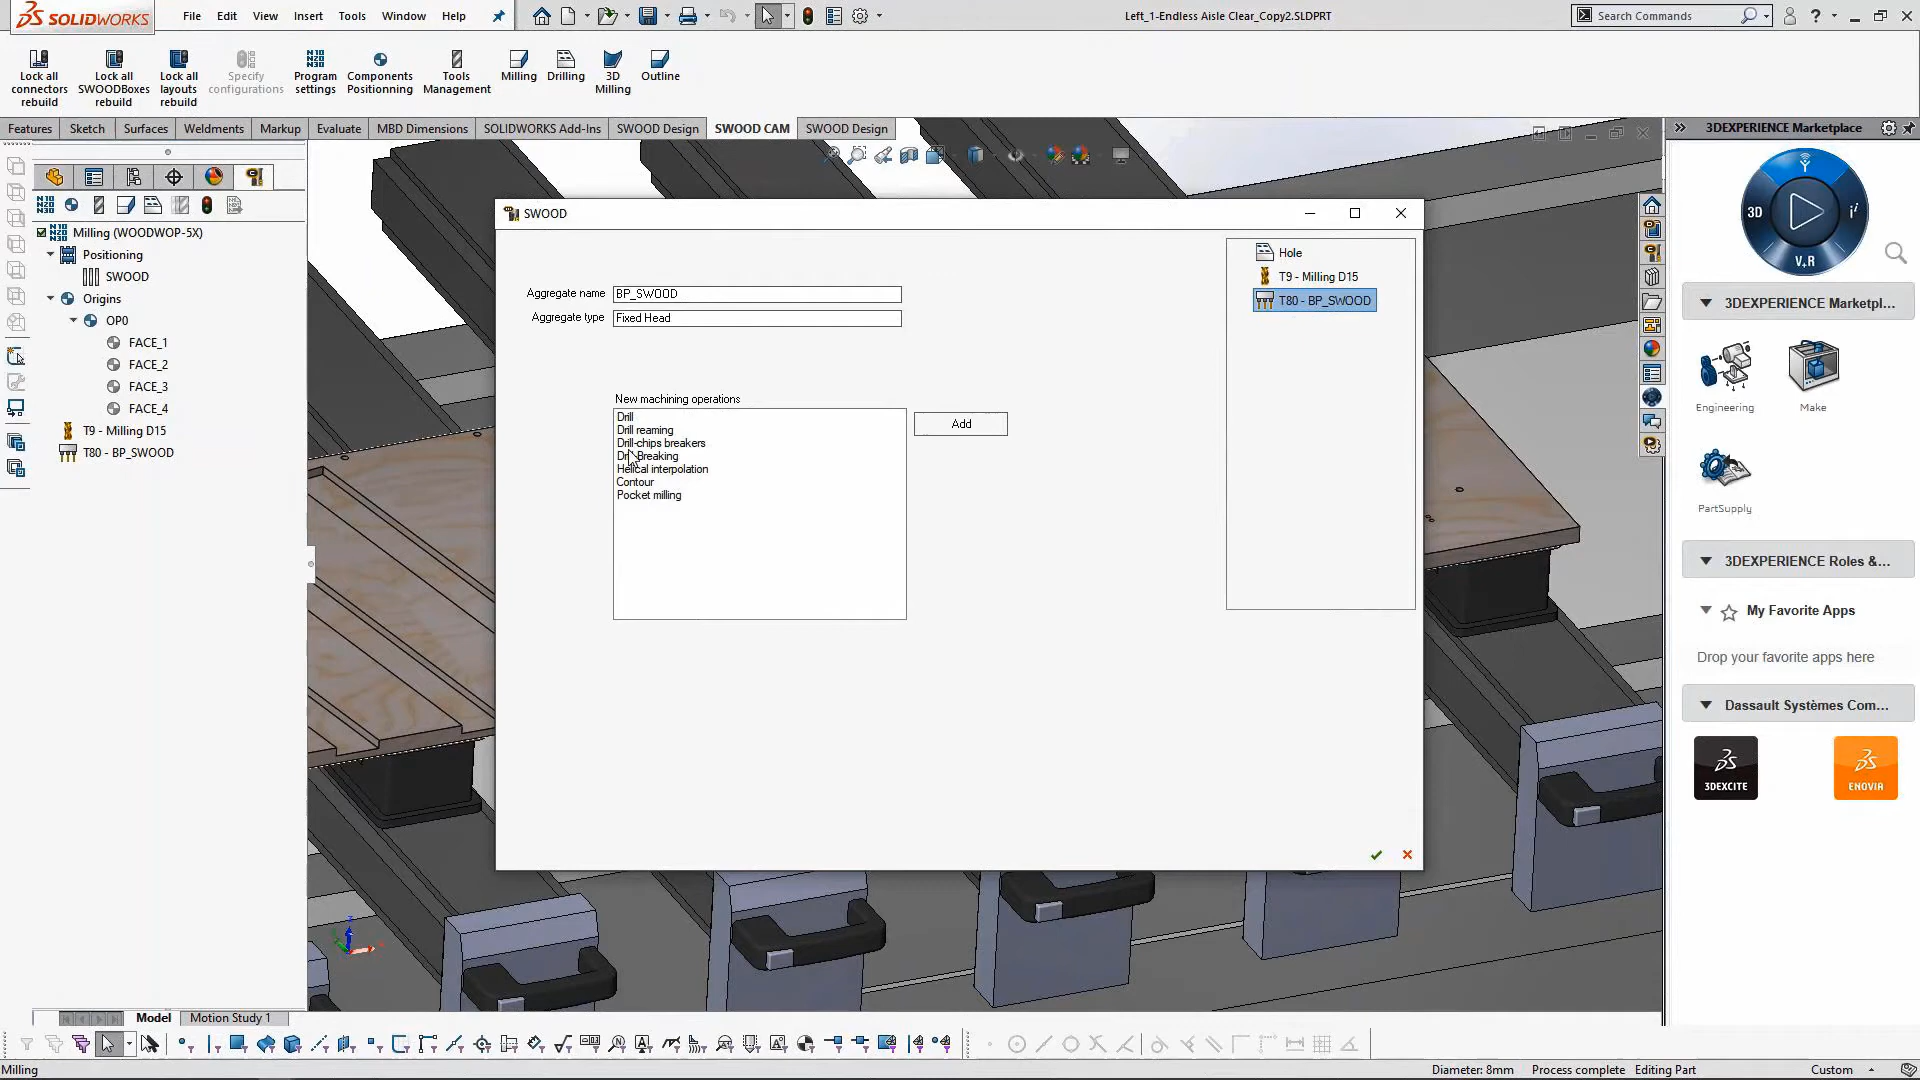 SOLIDWORKS
File Edit View Insert Tools Window Help
Left_1-Endless Aisle Clear_Copy2.SLDPRT
Search Commands
Lock all connectors rebuild
Lock all SWOODBoxes rebuild
Lock all layouts rebuild
Specify configurations
Program settings
Components Positionning
Tools Management
Milling
Drilling
3D Milling
Outline
Features Sketch Surfaces Weldments Markup Evaluate MBD Dimensions SOLIDWORKS Add-Ins SWOOD Design SWOOD CAM SWOOD Design
3DEXPERIENCE Marketplace
Milling (WOODWOP-5X)
Positioning
SWOOD
Origins
OP0
FACE_1
FACE_2
FACE_3
FACE_4
T9 - Milling D15
T80 - BP_SWOOD
SWOOD
Aggregate name BP_SWOOD
Aggregate type Fixed Head
New machining operations
Drill
Drill reaming
Drill-chips breakers
Helical interpolation
Contour
Pocket milling
Add
Hole
T9 - Milling D15
T80 - BP_SWOOD
3D
V+R
3DEXPERIENCE Marketpl...
Engineering
Make
PartSupply
3DEXPERIENCE Roles &...
My Favorite Apps
Drop your favorite apps here
Dassault Systèmes Com...
3DEXCITE
ENOVIA
Model Motion Study 1
Milling
Diameter: 8mm Process complete Editing Part Custom